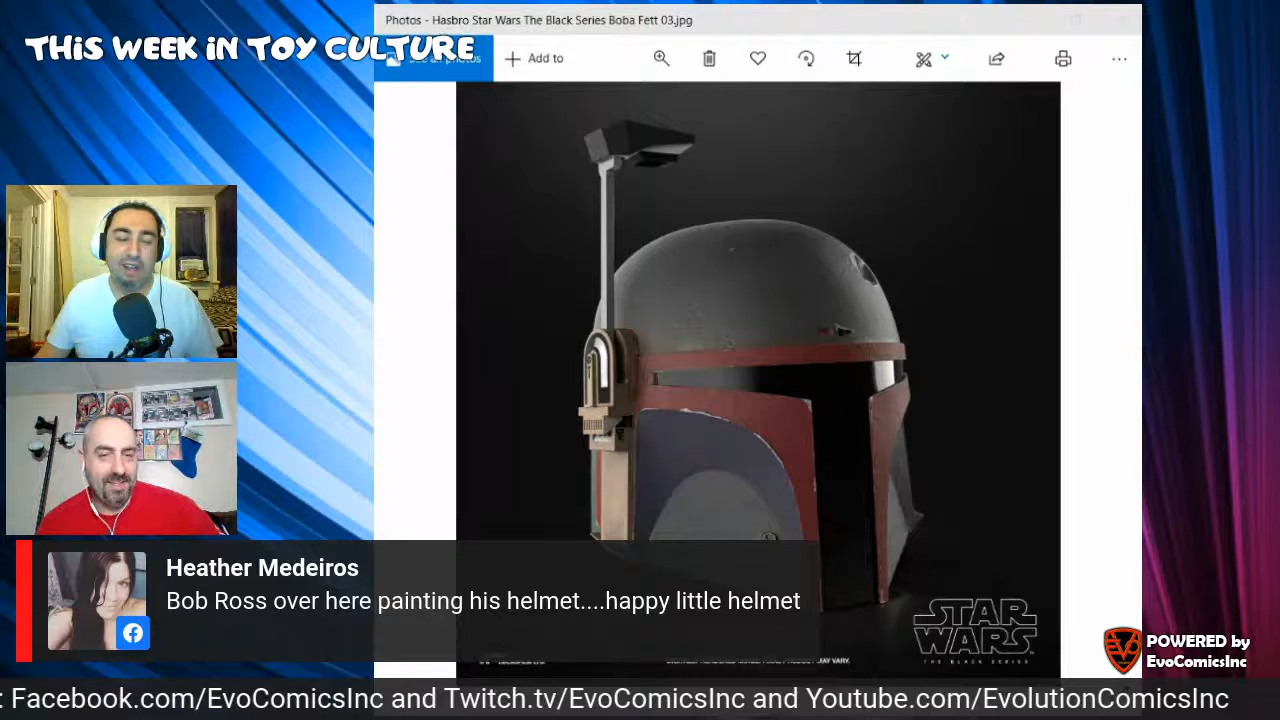 Photos - Hasbro Star Wars The Black Series Boba Fett 03.jpg
THiS WEEK iN TOY CULTURE
Add to
STAR
WARS
THE BLACK SERIES
Heather Medeiros
Bob Ross over here painting his helmet....happy little helmet
MAY VARY.
POWERED by
EvoComicsInc
: Facebook.com/EvoComicsInc and Twitch.tv/EvoComicsInc and Youtube.com/EvolutionComicsInc